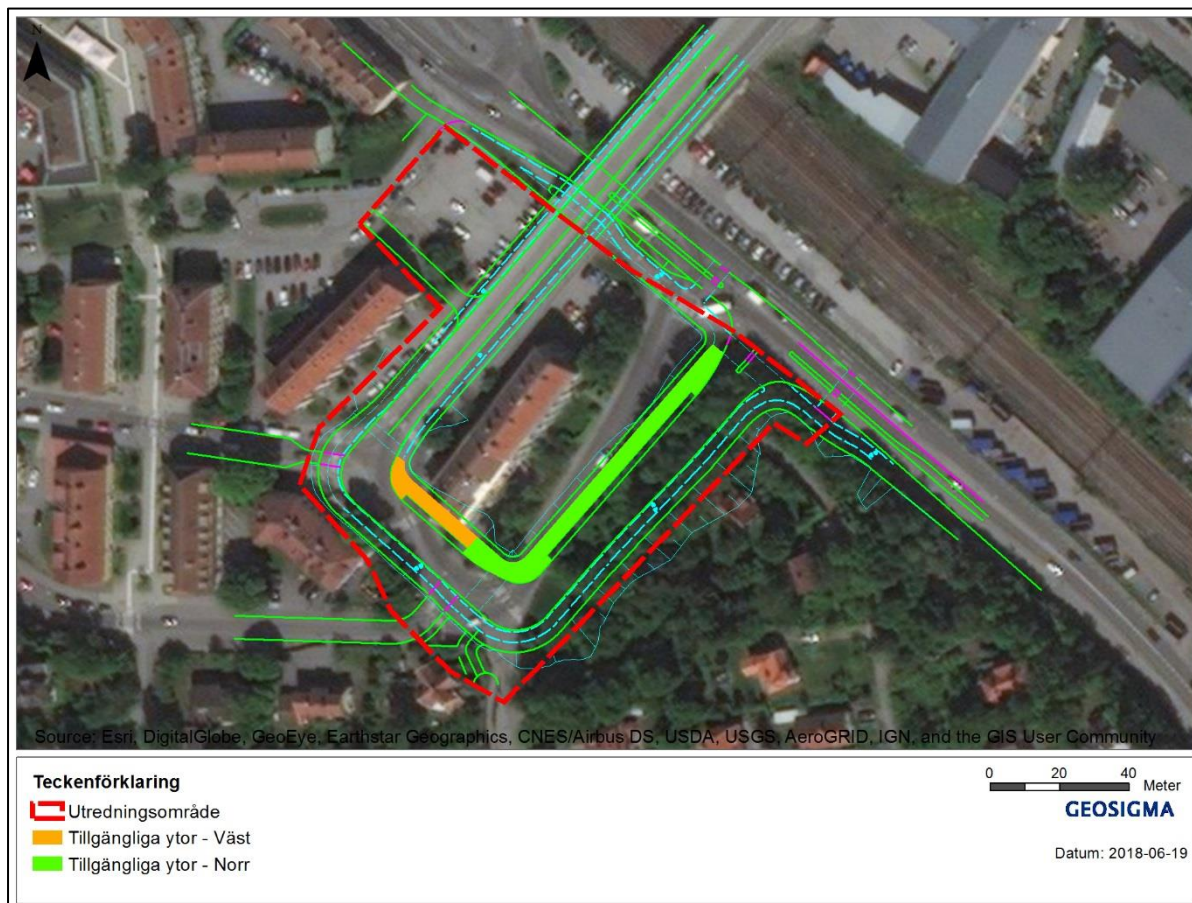 N
Source: Esri, DigitalGlobe, GeoEye, Earthstar Geographics, CNES/Airbus DS, USDA, USGS, AeroGRID, IGN, and the GIS User Community
Teckenförklaring
Utredningsområde
Tillgängliga ytor - Väst
Tillgängliga ytor - Norr
0 20 40 Meter
GEOSIGMA
Datum: 2018-06-19